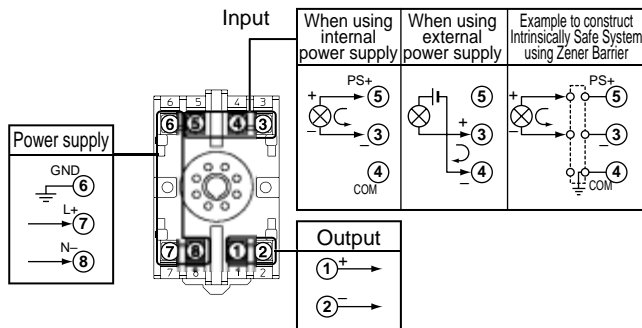 Input
When using internal power supply
When using external power supply
Example to construct Intrinsically Safe System using Zener Barrier
+
−
PS+
5
3
−
4
COM
5
+
3
4
−
+
−
PS+
5
3
−
4
COM
Power supply
GND
6
L+
7
N−
8
6 5 4 3
6 5 4 3
7 8 1 2
7 8 1 2
Output
1 +
2 −